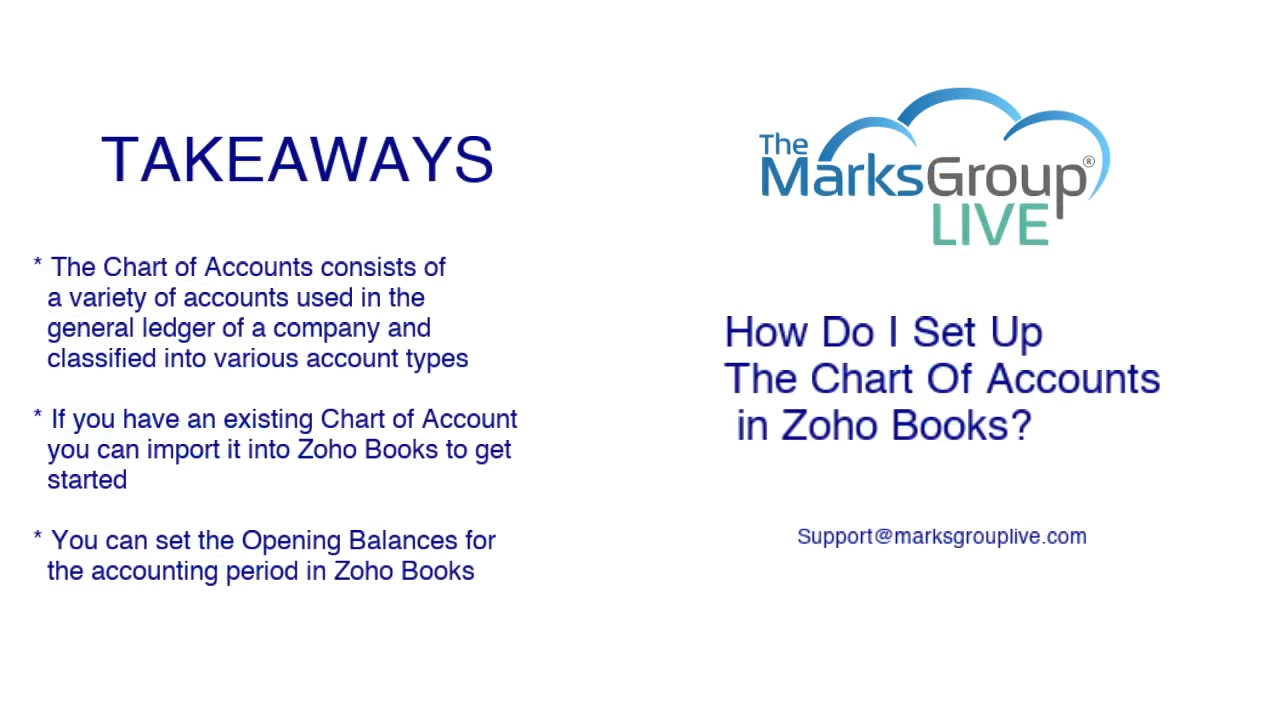 TAKEAWAYS
* The Chart of Accounts consists of
a variety of accounts used in the
general ledger of a company and
classified into various account types
* If you have an existing Chart of Account
you can import it into Zoho Books to get
started
* You can set the Opening Balances for
the accounting period in Zoho Books
The
MarksGroup®
LIVE
How Do I Set Up
The Chart Of Accounts
in Zoho Books?
Support@marksgrouplive.com